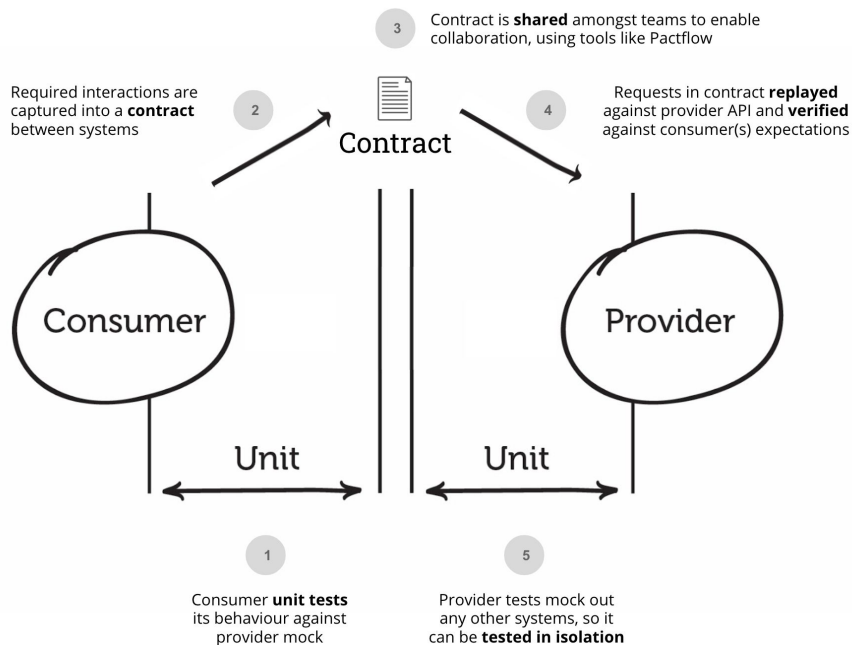 3
Contract is shared amongst teams to enable
collaboration, using tools like Pactflow
Required interactions are
captured into a contract
between systems
2
Contract
4
Requests in contract replayed
against provider API and verified
against consumer(s) expectations
Consumer
Provider
Unit
Unit
1
Consumer unit tests
its behaviour against
provider mock
5
Provider tests mock out
any other systems, so it
can be tested in isolation